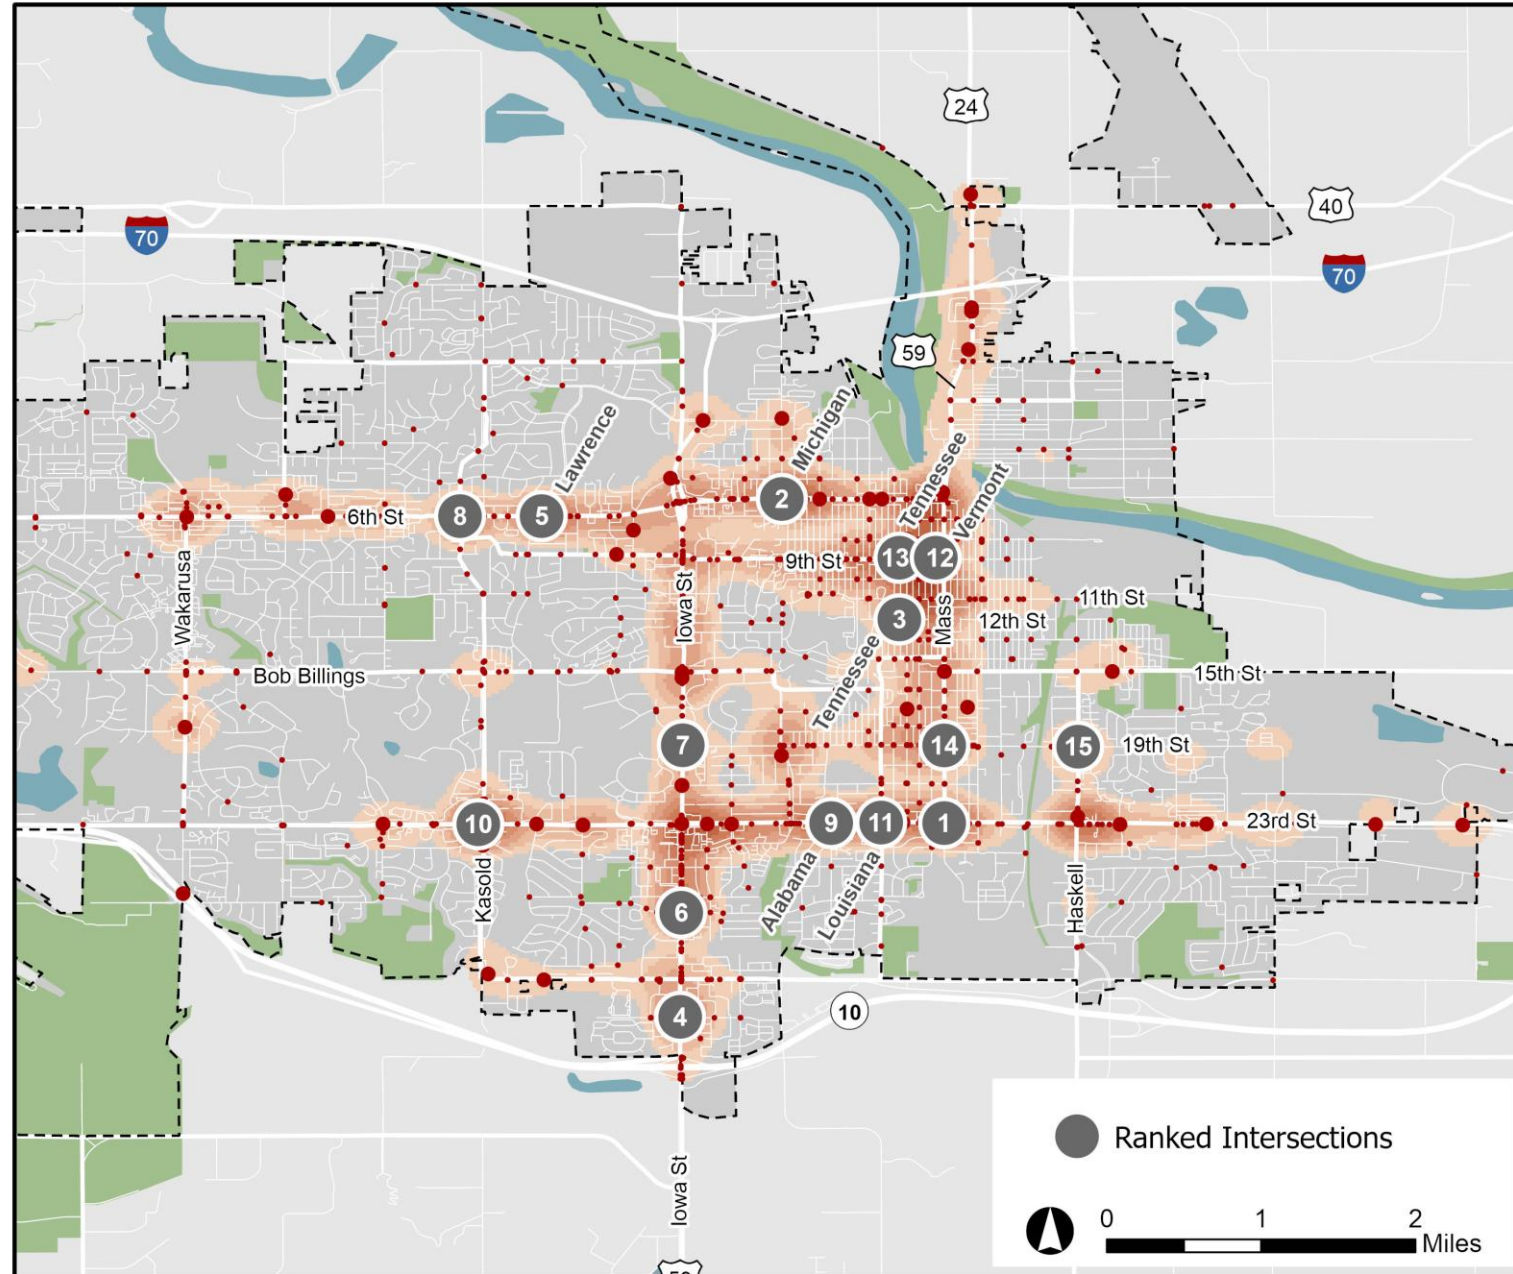 24
40
70
70
59
Michigan
Lawrence
Tennessee
Vermont
2
8
5
6th St
13
12
9th St
11th St
3
12th St
Wakarusa
Iowa St
Mass
Bob Billings
15th St
Tennessee
7
14
15
19th St
10
9
11
1
23rd St
Kasold
Alabama
Louisiana
Haskell
6
4
10
Ranked Intersections
Iowa St
0
1
2
Miles